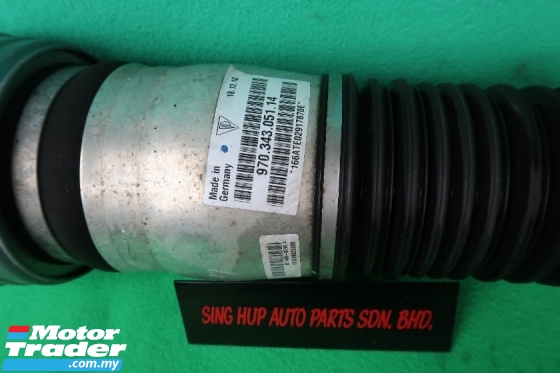 18.12.12
970.343.051.14
"166ATE02917870E"
Made in
Germany
SING HUP AUTO PARTS SDN. BHD.
Motor
Trader
.com.my